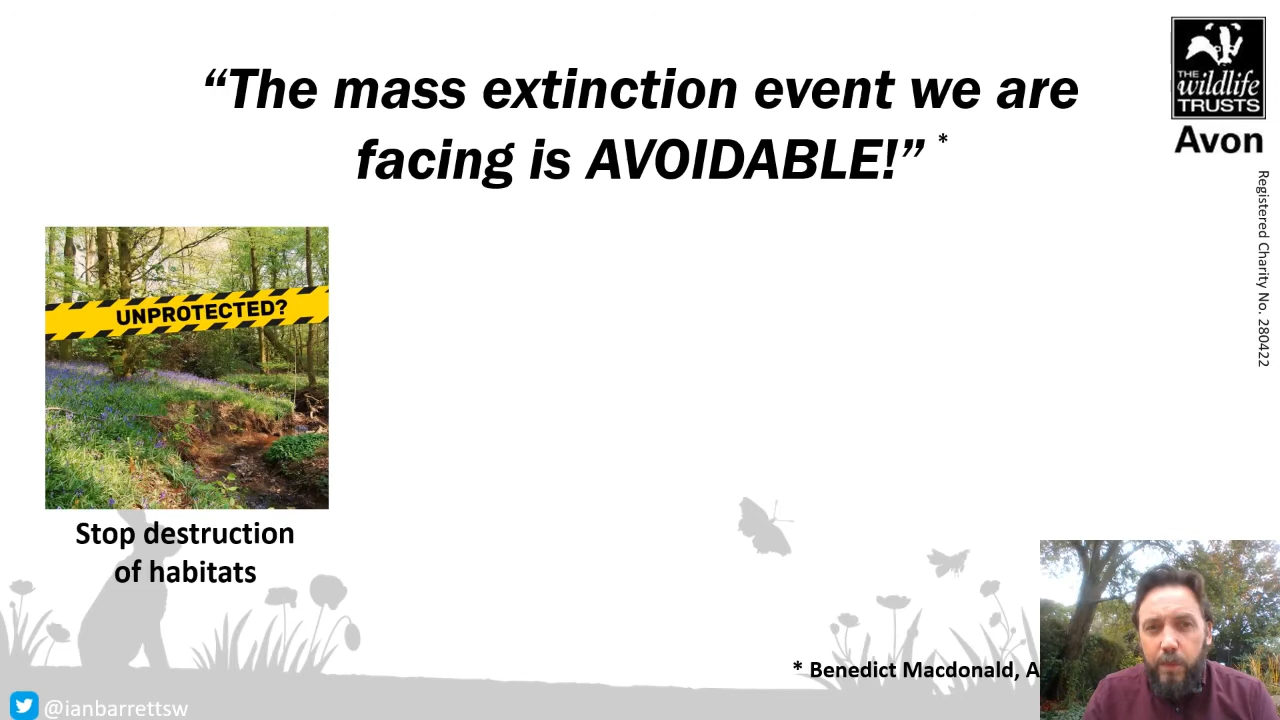 “The mass extinction event we are
facing is AVOIDABLE!” *
THE
wildlife
TRUSTS
Avon
Registered Charity No. 280422
UNPROTECTED?
Stop destruction
of habitats
* Benedict Macdonald, A
@ianbarrettsw